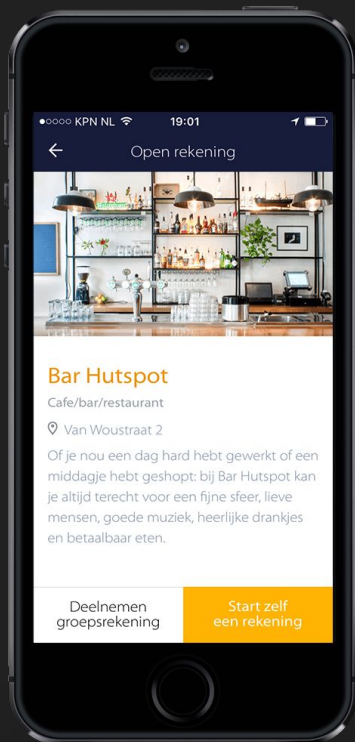 KPN NL 19:01
Open rekening
Bar Hutspot
Cafe/bar/restaurant
Van Woustraat 2
Of je nou een dag hard hebt gewerkt of een
middagje hebt geshopt: bij Bar Hutspot kan
je altijd terecht voor een fijne sfeer, lieve
mensen, goede muziek, heerlijke drankjes
en betaalbaar eten.
Deelnemen
groepsrekening
Start zelf
een rekening